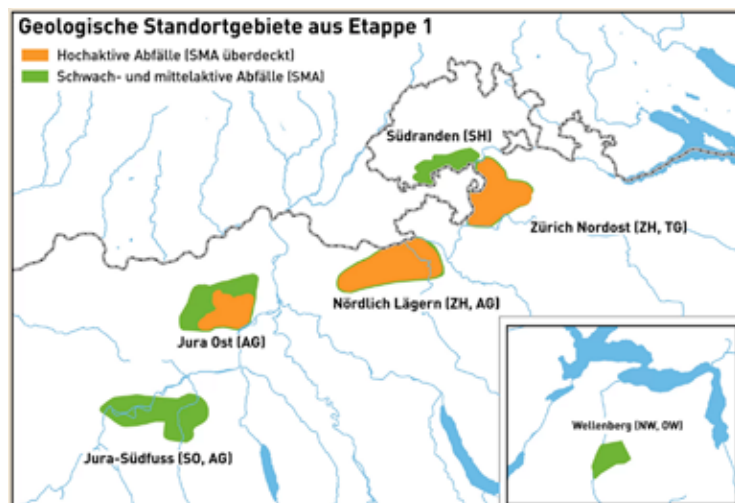 Geologische Standortgebiete aus Etappe 1
Hochaktive Abfälle (SMA überdeckt)
Schwach- und mittelaktive Abfälle (SMA)
Südranden (SH)
Zürich Nordost (ZH, TG)
Nördlich Lägern (ZH, AG)
Jura Ost (AG)
Jura-Südfuss (SO, AG)
Wellenberg (NW, OW)